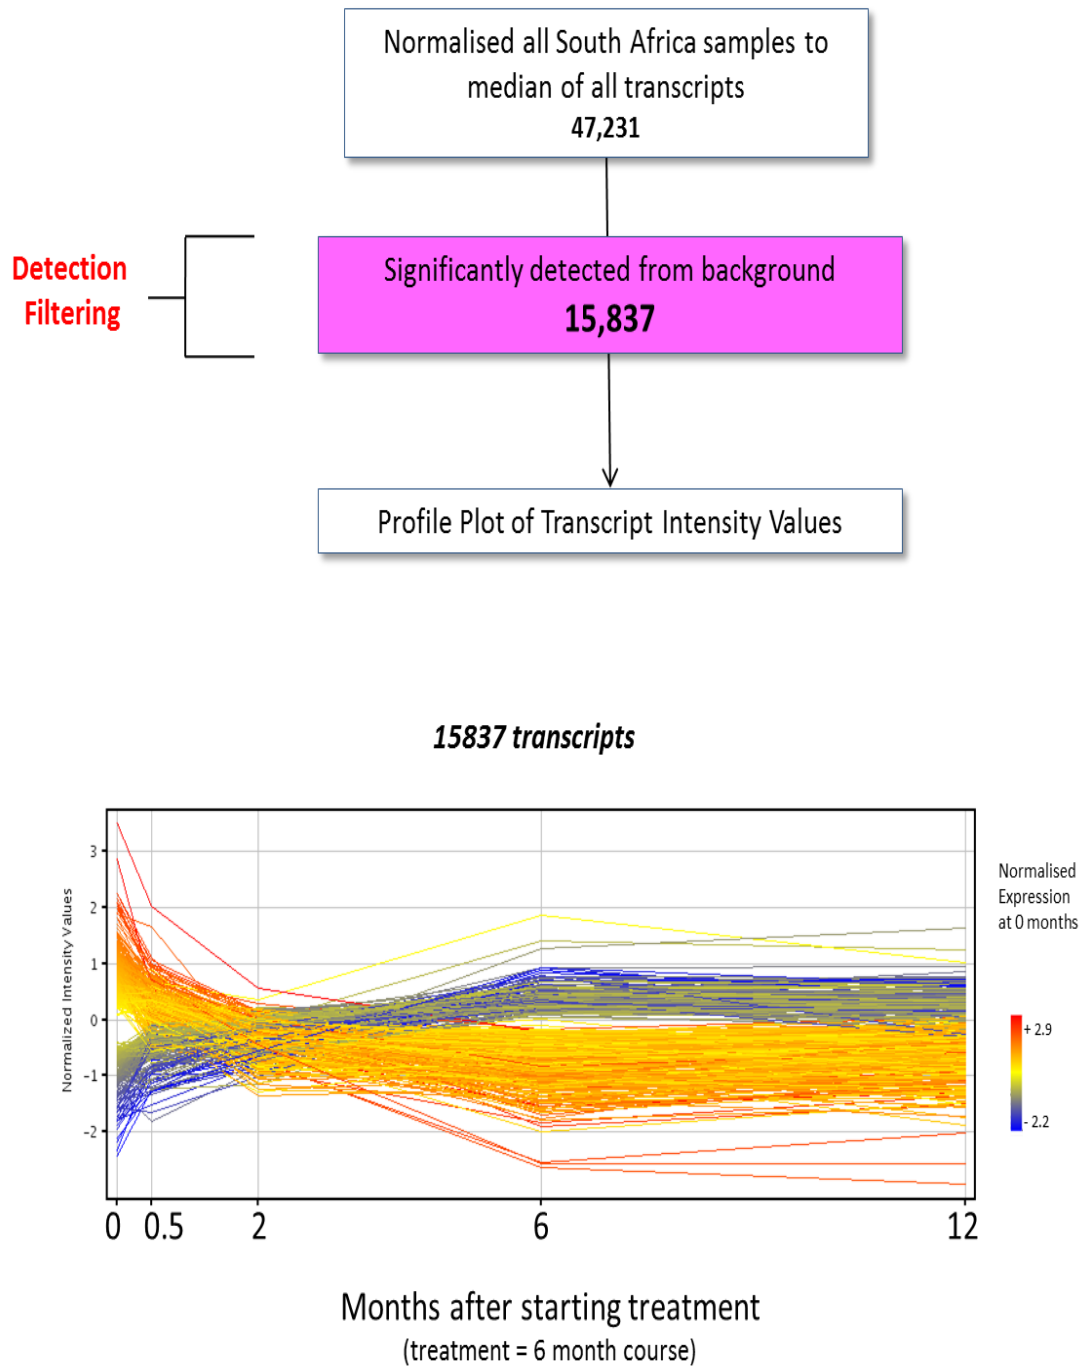 Normalised all South Africa samples to
median of all transcripts
47,231
Detection
Filtering
Significantly detected from background
15,837
Profile Plot of Transcript Intensity Values
15837 transcripts
Normalized Intensity Values
3
2
1
0
-1
-2
Normalised
Expression
at 0 months
+ 2.9
- 2.2
0 0.5 2 6 12
Months after starting treatment
(treatment = 6 month course)